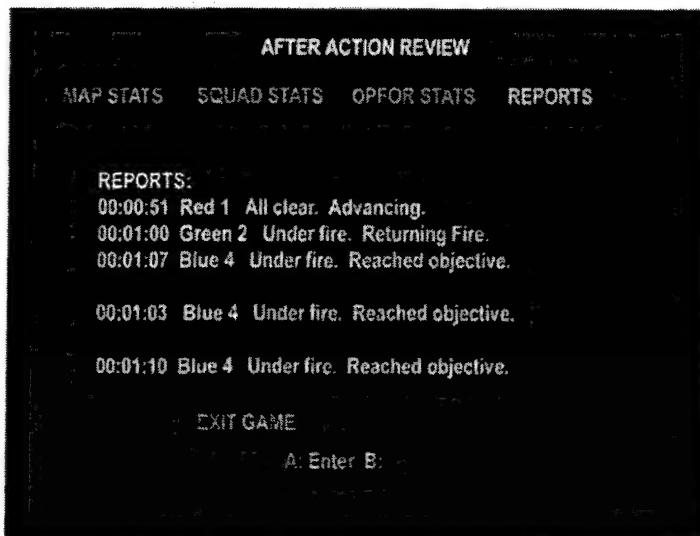 AFTER ACTION REVIEW
MAP STATS SQUAD STATS OPFOR STATS REPORTS
REPORTS:
00:00:51 Red 1 All clear. Advancing.
00:01:00 Green 2 Under fire. Returning Fire.
00:01:07 Blue 4 Under fire. Reached objective.
00:01:03 Blue 4 Under fire. Reached objective.
00:01:10 Blue 4 Under fire. Reached objective.
EXIT GAME
A: Enter B: